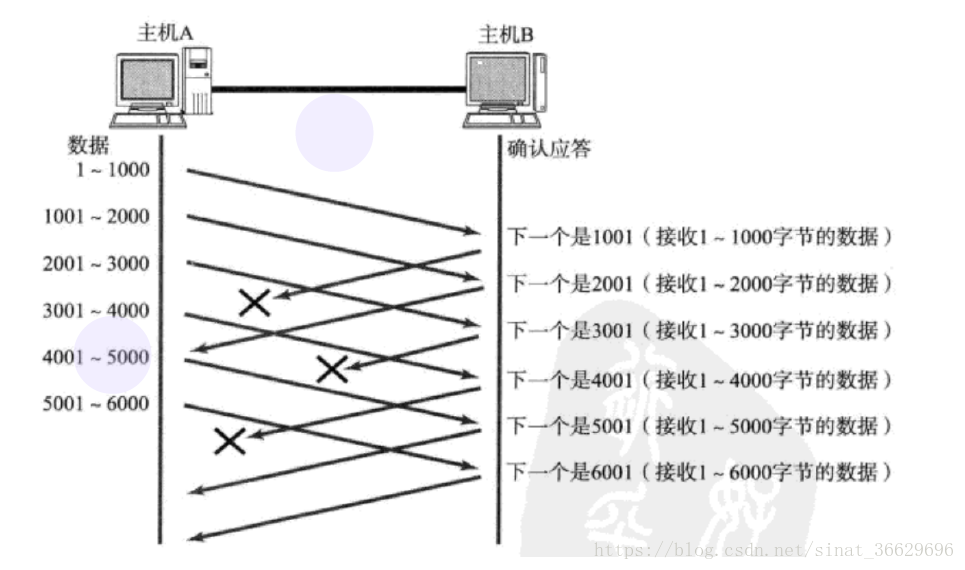 主机A
主机B
数据
确认应答
1~1000
1001~2000
2001~3000
3001~4000
4001~5000
5001~6000
下一个是1001（接收1~1000字节的数据）
下一个是2001（接收1~2000字节的数据）
下一个是3001（接收1~3000字节的数据）
下一个是4001（接收1~4000字节的数据）
下一个是5001（接收1~5000字节的数据）
下一个是6001（接收1~6000字节的数据）
https://blog.csdn.net/sinat_36629696